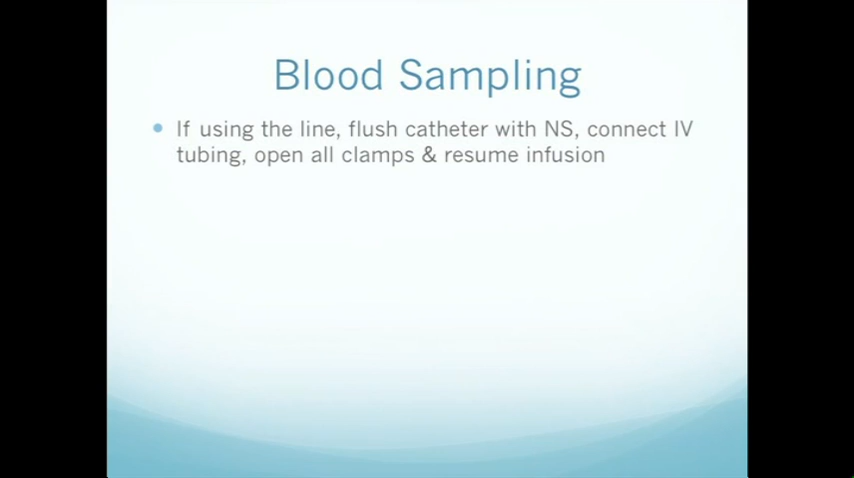 Blood Sampling
• If using the line, flush catheter with NS, connect IV
tubing, open all clamps & resume infusion